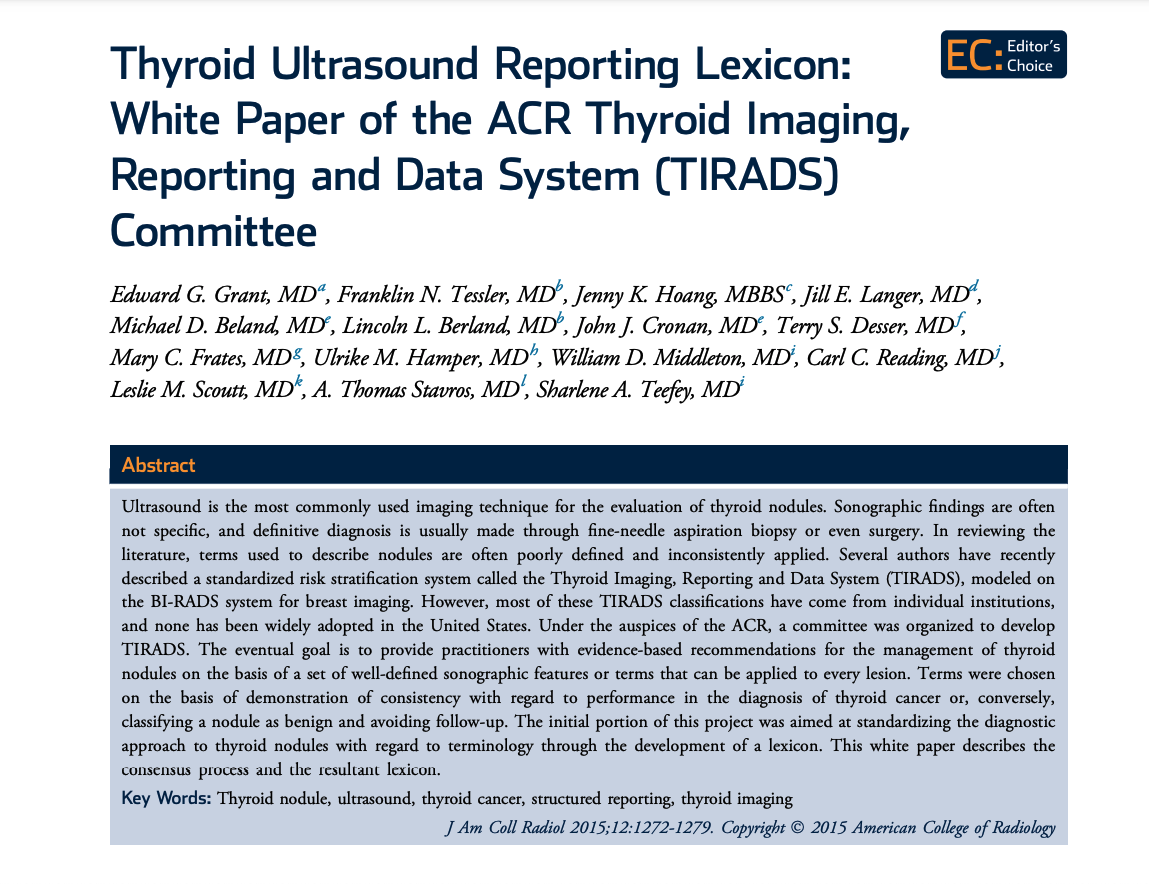 Thyroid Ultrasound Reporting Lexicon:
White Paper of the ACR Thyroid Imaging,
Reporting and Data System (TIRADS)
Committee
EC: Editor's
Choice
Edward G. Grant, MDa, Franklin N. Tessler, MDb, Jenny K. Hoang, MBBSc, Jill E. Langer, MDd,
Michael D. Beland, MDe, Lincoln L. Berland, MDb, John J. Cronan, MDe, Terry S. Desser, MDf,
Mary C. Frates, MDg, Ulrike M. Hamper, MDh, William D. Middleton, MDi, Carl C. Reading, MDj,
Leslie M. Scoutt, MDk, A. Thomas Stavros, MDl, Sharlene A. Teefey, MDi
Abstract
Ultrasound is the most commonly used imaging technique for the evaluation of thyroid nodules. Sonographic findings are often
not specific, and definitive diagnosis is usually made through fine-needle aspiration biopsy or even surgery. In reviewing the
literature, terms used to describe nodules are often poorly defined and inconsistently applied. Several authors have recently
described a standardized risk stratification system called the Thyroid Imaging, Reporting and Data System (TIRADS), modeled on
the BI-RADS system for breast imaging. However, most of these TIRADS classifications have come from individual institutions,
and none has been widely adopted in the United States. Under the auspices of the ACR, a committee was organized to develop
TIRADS. The eventual goal is to provide practitioners with evidence-based recommendations for the management of thyroid
nodules on the basis of a set of well-defined sonographic features or terms that can be applied to every lesion. Terms were chosen
on the basis of demonstration of consistency with regard to performance in the diagnosis of thyroid cancer or, conversely,
classifying a nodule as benign and avoiding follow-up. The initial portion of this project was aimed at standardizing the diagnostic
approach to thyroid nodules with regard to terminology through the development of a lexicon. This white paper describes the
consensus process and the resultant lexicon.
Key Words: Thyroid nodule, ultrasound, thyroid cancer, structured reporting, thyroid imaging
J Am Coll Radiol 2015;12:1272-1279. Copyright © 2015 American College of Radiology